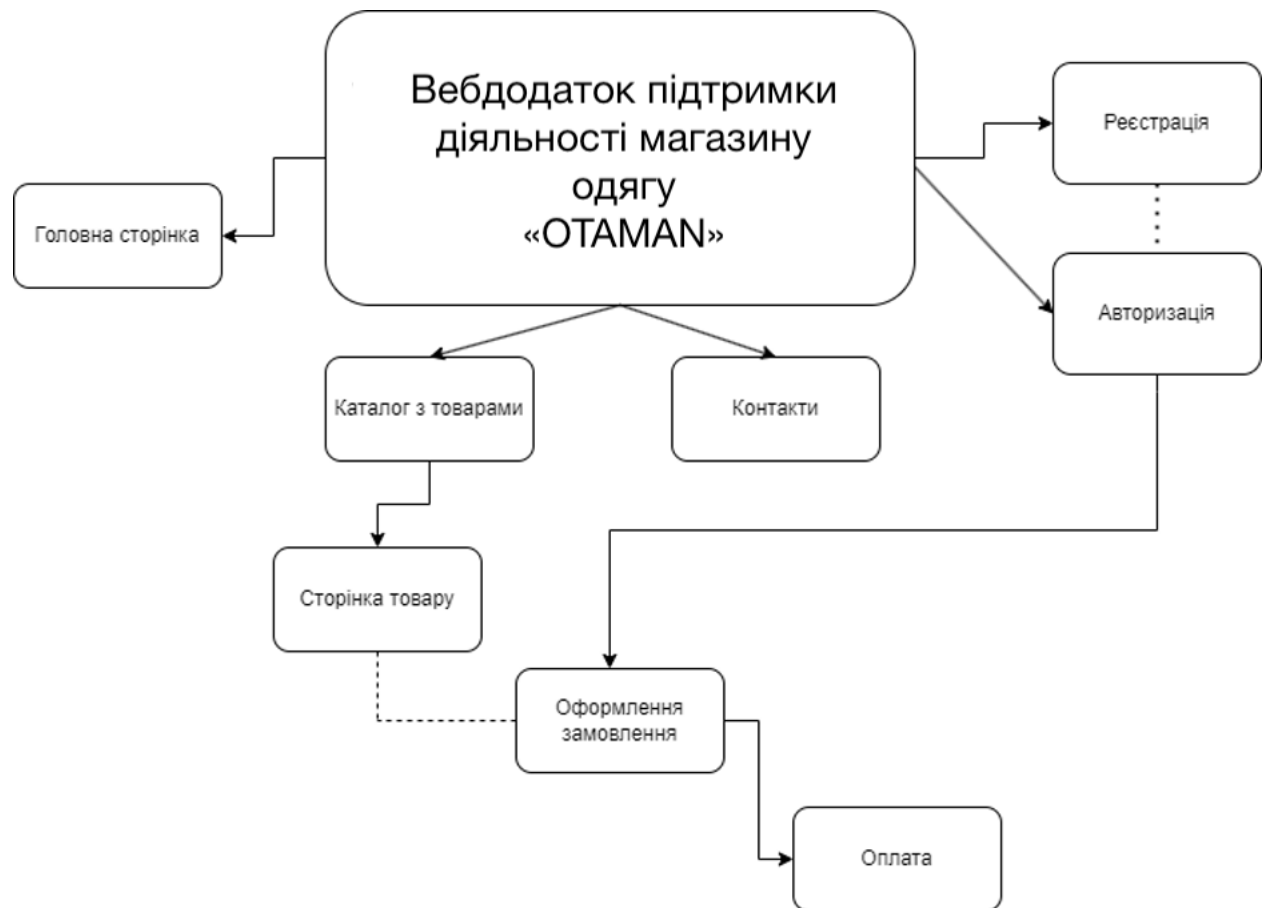 Вебдодаток підтримки
діяльності магазину
одягу
«OTAMAN»
Реєстрація
Головна сторінка
Авторизація
Каталог з товарами
Контакти
Сторінка товару
Оформлення
замовлення
Оплата